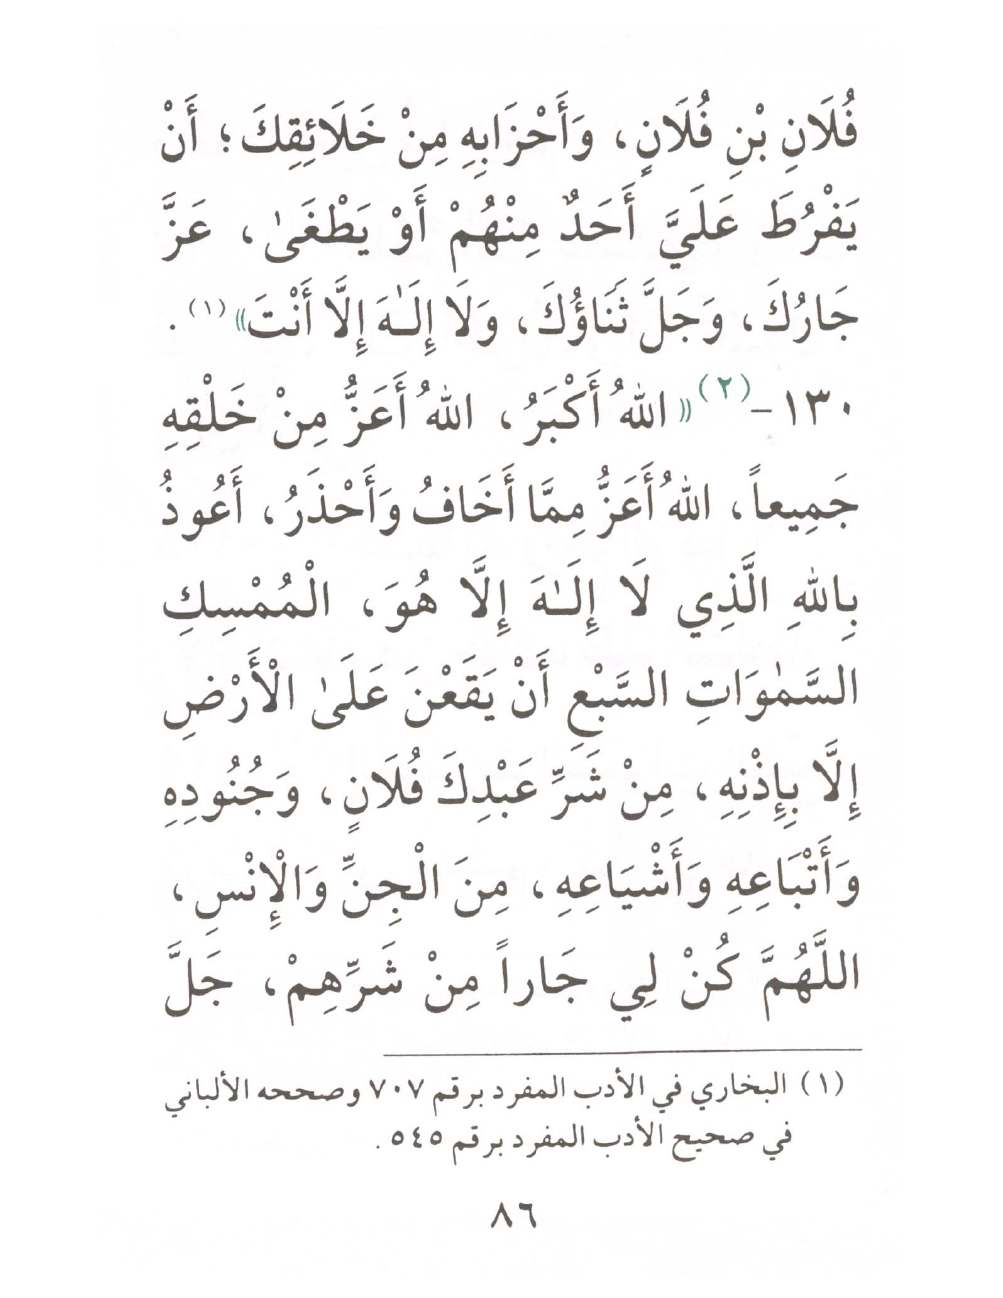 فُلَانِ بْنِ فُلَانٍ، وَأَحْزَابِهِ مِنْ خَلَائِقِكَ؛ أَنْ
يَفْرُطَ عَلَيَّ أَحَدٌ مِنْهُمْ أَوْ يَطْغَىٰ، عَزَّ
جَارُكَ، وَجَلَّ ثَنَاؤُكَ، وَلَا إِلَـٰهَ إِلَّا أَنْتَ»(١).
١٣٠-(٢) «اللهُ أَكْبَرُ، اللهُ أَعَزُّ مِنْ خَلْقِهِ
جَمِيعاً، اللهُ أَعَزُّ مِمَّا أَخَافُ وَأَحْذَرُ، أَعُوذُ
بِاللهِ الَّذِي لَا إِلَـٰهَ إِلَّا هُوَ، الْمُمْسِكِ
السَّمٰوَاتِ السَّبْعِ أَنْ يَقَعْنَ عَلَىٰ الْأَرْضِ
إِلَّا بِإِذْنِهِ، مِنْ شَرِّ عَبْدِكَ فُلَانٍ، وَجُنُودِهِ
وَأَتْبَاعِهِ وَأَشْيَاعِهِ، مِنَ الْجِنِّ وَالْإِنْسِ،
اللَّهُمَّ كُنْ لِي جَاراً مِنْ شَرِّهِمْ، جَلَّ
(١) البخاري في الأدب المفرد برقم ٧٠٧ وصححه الألباني
في صحيح الأدب المفرد برقم ٥٤٥.
٨٦